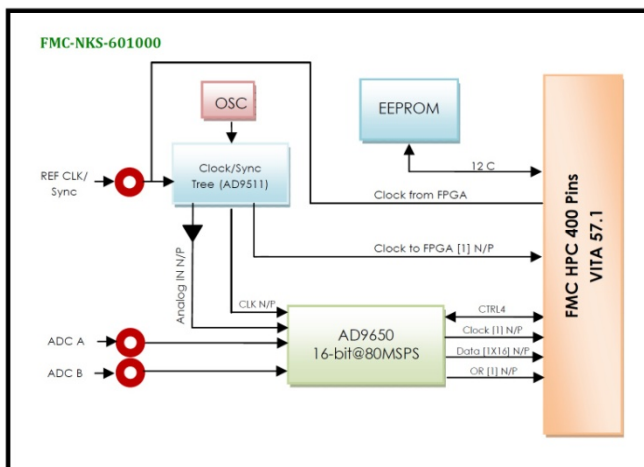 FMC-NKS-601000
OSC
EEPROM
REF CLK/
Sync
Clock/Sync
Tree (AD9511)
12 C
Clock from FPGA
Clock to FPGA [1] N/P
Analog IN N/P
CLK N/P
ADC A
ADC B
AD9650
16-bit@80MSPS
CTRL4
Clock [1] N/P
Data [1X16] N/P
OR [1] N/P
FMC HPC 400 Pins
VITA 57.1